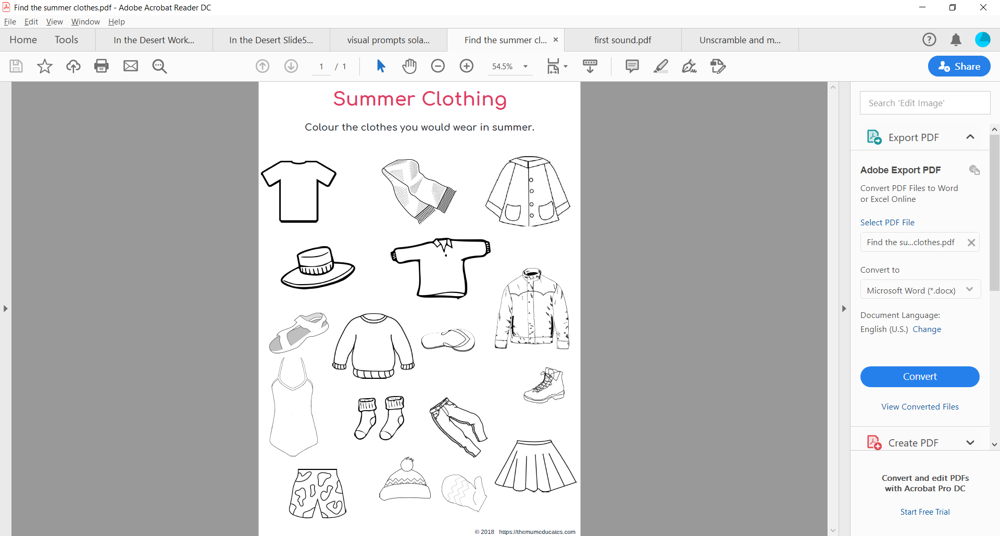 Find the summer clothes.pdf - Adobe Acrobat Reader DC
File Edit View Window Help
Home Tools In the Desert Work... In the Desert Slide5... visual prompts sola... Find the summer cl... first sound.pdf Unscramble and m...
1 / 1 54.5% Share
Summer Clothing
Colour the clothes you would wear in summer.
© 2018 https://themumeducates.com
Search 'Edit Image'
Export PDF
Adobe Export PDF
Convert PDF Files to Word
or Excel Online
Select PDF File
Find the su...clothes.pdf
Convert to
Microsoft Word (*.docx)
Document Language:
English (U.S.) Change
Convert
View Converted Files
Create PDF
Convert and edit PDFs
with Acrobat Pro DC
Start Free Trial